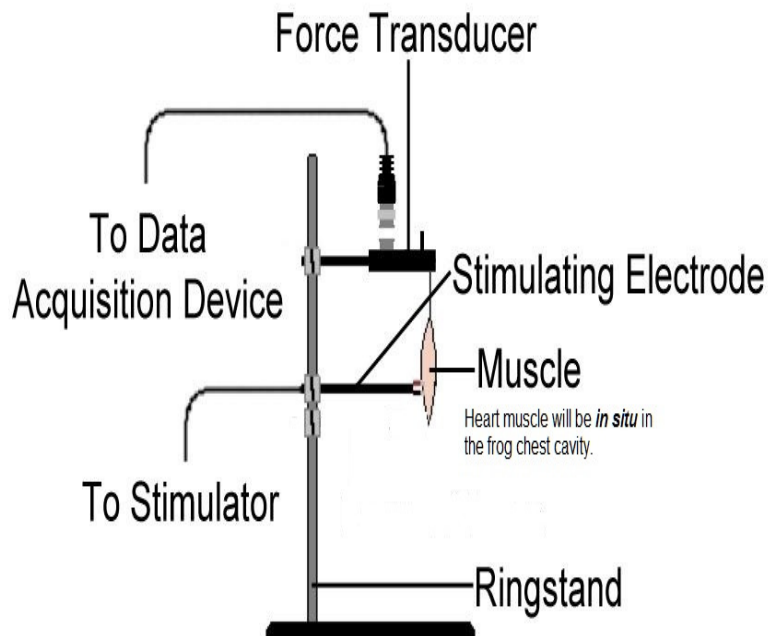 Force Transducer
To Data
Acquisition Device
Stimulating Electrode
Muscle
Heart muscle will be in situ in
the frog chest cavity.
To Stimulator
Ringstand